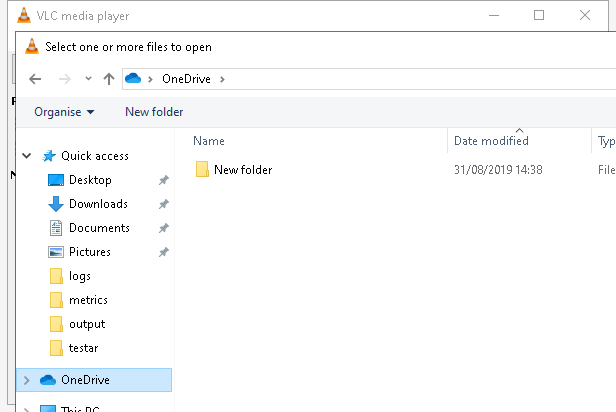 VLC media player
Select one or more files to open
OneDrive
Organise New folder
Name Date modified Typ
Quick access
New folder 31/08/2019 14:38 File
Desktop
Downloads
Documents
Pictures
logs
metrics
output
testar
OneDrive
This PC